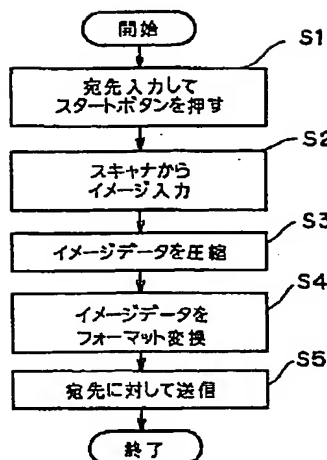 開始
S1
宛先入力して
スタートボタンを押す
S2
スキャナから
イメージ入力
S3
イメージデータを圧縮
S4
イメージデータを
フォーマット変換
S5
宛先に対して送信
終了